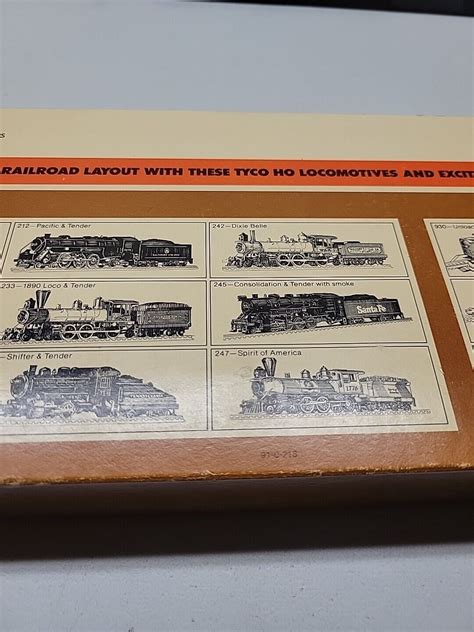 RAILROAD LAYOUT WITH THESE TYCO HO LOCOMOTIVES AND EXCIT
212—Pacific & Tender
242—Dixie Belle
930—Unload
233—1890 Loco & Tender
245—Consolidation & Tender with smoke
Santa Fe
Shifter & Tender
247—Spirit of America
PENNSYLVANIA
1776